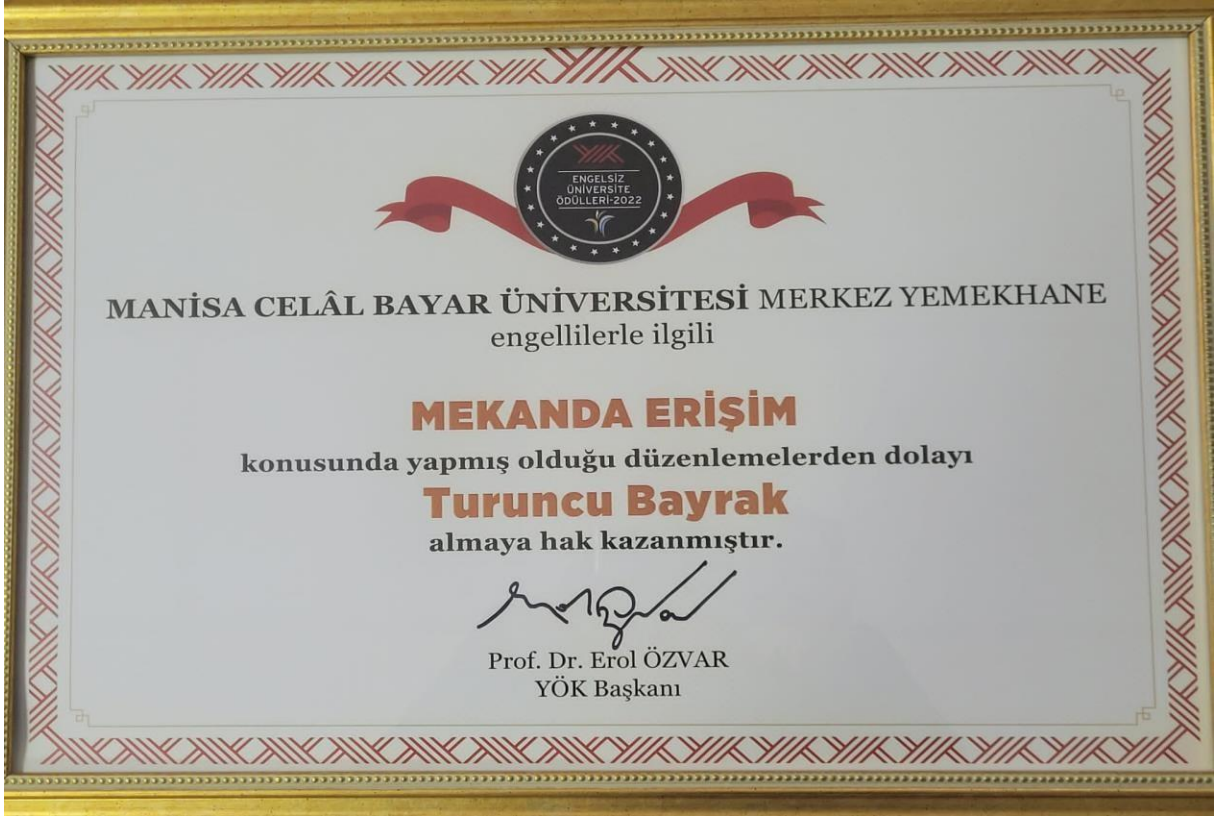 YÖK
ENGELSİZ
ÜNİVERSİTE
ÖDÜLLERİ-2022
MANİSA CELÂL BAYAR ÜNİVERSİTESİ MERKEZ YEMEKHANE
engellilerle ilgili
MEKANDA ERİŞİM
konusunda yapmış olduğu düzenlemelerden dolayı
Turuncu Bayrak
almaya hak kazanmıştır.
Prof. Dr. Erol ÖZVAR
YÖK Başkanı